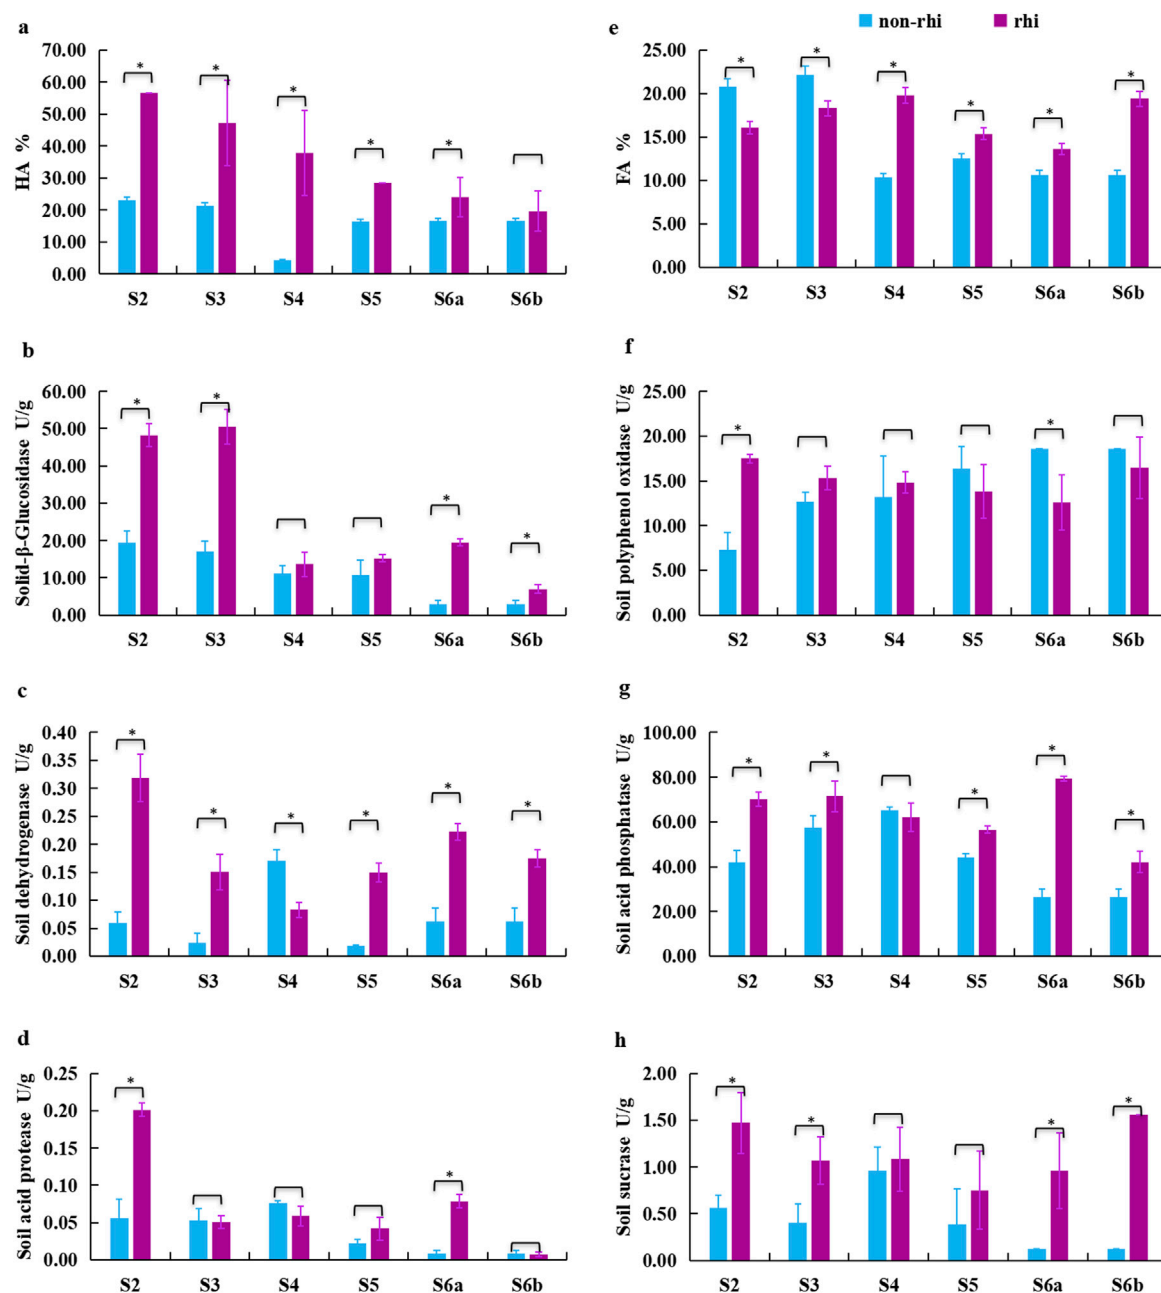 non-rhi rhi
a
HA %
70.00
60.00
50.00
40.00
30.00
20.00
10.00
0.00
* * * * *
S2 S3 S4 S5 S6a S6b
e
FA %
25.00
20.00
15.00
10.00
5.00
0.00
* * * * * *
S2 S3 S4 S5 S6a S6b
b
Solid-β-Glucosidase U/g
60.00
50.00
40.00
30.00
20.00
10.00
0.00
* * * *
S2 S3 S4 S5 S6a S6b
f
Soil polyphenol oxidase U/g
25.00
20.00
15.00
10.00
5.00
0.00
* *
S2 S3 S4 S5 S6a S6b
c
Soil dehydrogenase U/g
0.40
0.35
0.30
0.25
0.20
0.15
0.10
0.05
0.00
* * * * * *
S2 S3 S4 S5 S6a S6b
g
Soil acid phosphatase U/g
100.00
80.00
60.00
40.00
20.00
0.00
* * * * *
S2 S3 S4 S5 S6a S6b
d
Soil acid protease U/g
0.25
0.20
0.15
0.10
0.05
0.00
* *
S2 S3 S4 S5 S6a S6b
h
Soil sucrase U/g
2.00
1.50
1.00
0.50
0.00
* * * *
S2 S3 S4 S5 S6a S6b